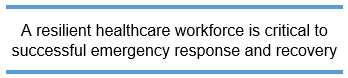 A resilient healthcare workforce is critical to
successful emergency response and recovery